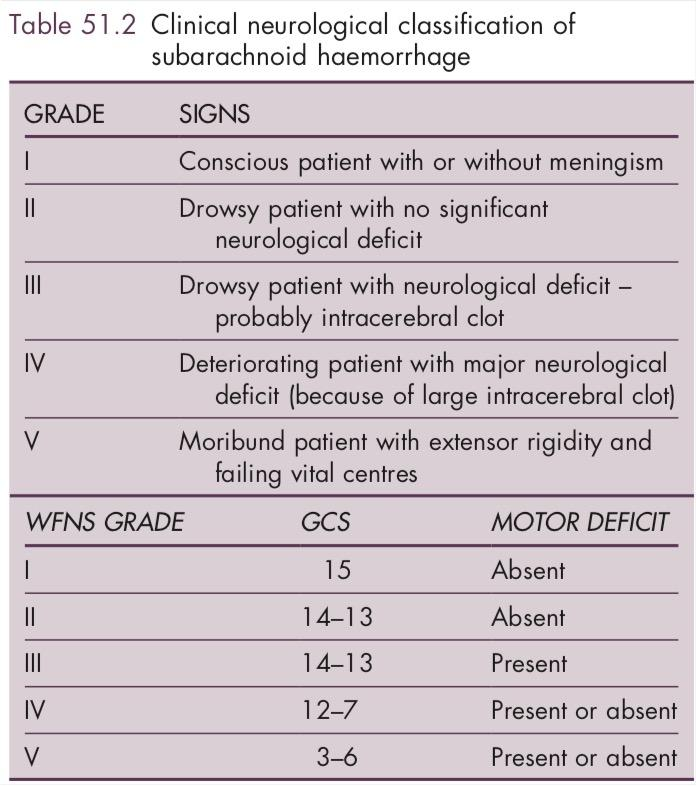 Table 51.2 Clinical neurological classification of
subarachnoid haemorrhage
GRADE SIGNS
I Conscious patient with or without meningism
II Drowsy patient with no significant
neurological deficit
III Drowsy patient with neurological deficit –
probably intracerebral clot
IV Deteriorating patient with major neurological
deficit (because of large intracerebral clot)
V Moribund patient with extensor rigidity and
failing vital centres
WFNS GRADE GCS MOTOR DEFICIT
I 15 Absent
II 14–13 Absent
III 14–13 Present
IV 12–7 Present or absent
V 3–6 Present or absent